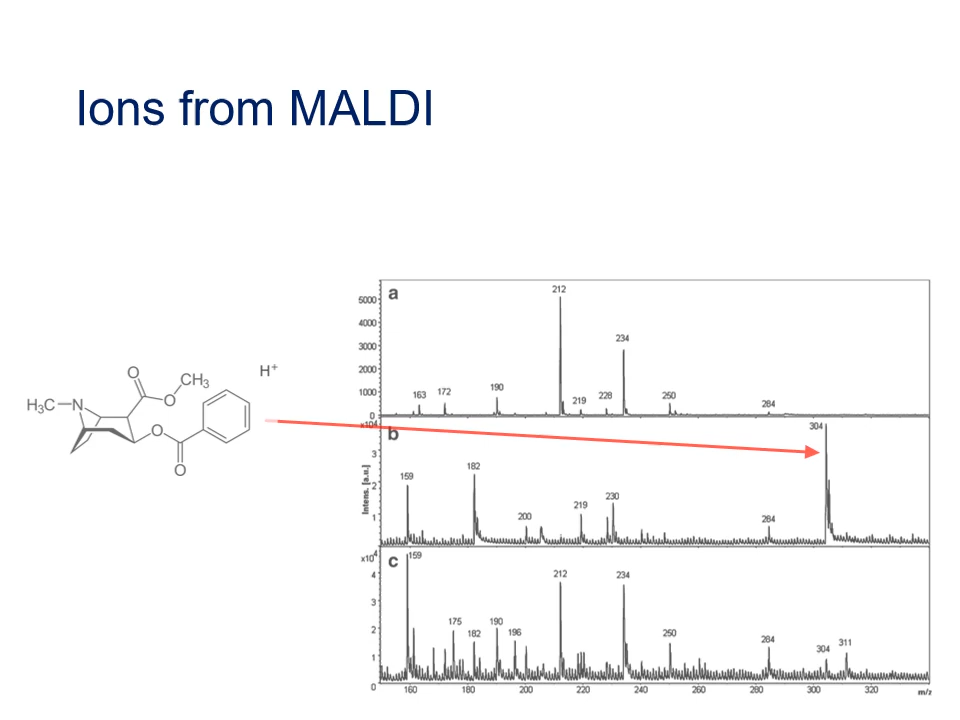 Ions from MALDI
H⁺
O
CH₃
O
H₃C N
O
O
a
212
5000
4000
3000
2000
1000
0
163
172
190
219
228
234
250
284
b
x10⁴
3
2
1
Intens. [a.u.]
159
182
200
219
230
284
304
c
x10⁴
4
3
2
1
0
159
175
182
190
196
212
234
250
284
304
311
160 180 200 220 240 260 280 300 320 m/z